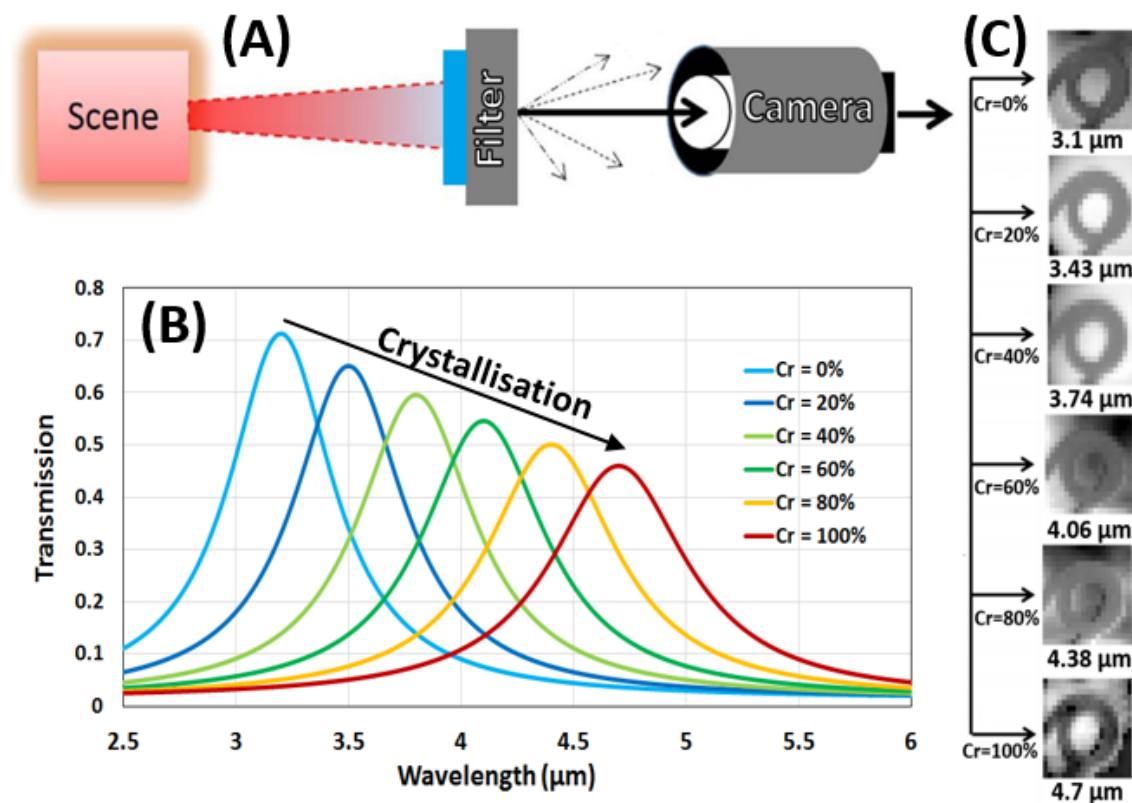 (A)
Scene
Filter
Camera
(C)
Cr=0%
3.1 µm
Cr=20%
3.43 µm
Cr=40%
3.74 µm
Cr=60%
4.06 µm
Cr=80%
4.38 µm
Cr=100%
4.7 µm
(B)
Crystallisation
Transmission
0.8
0.7
0.6
0.5
0.4
0.3
0.2
0.1
0
Cr = 0%
Cr = 20%
Cr = 40%
Cr = 60%
Cr = 80%
Cr = 100%
2.5 3 3.5 4 4.5 5 5.5 6
Wavelength (µm)